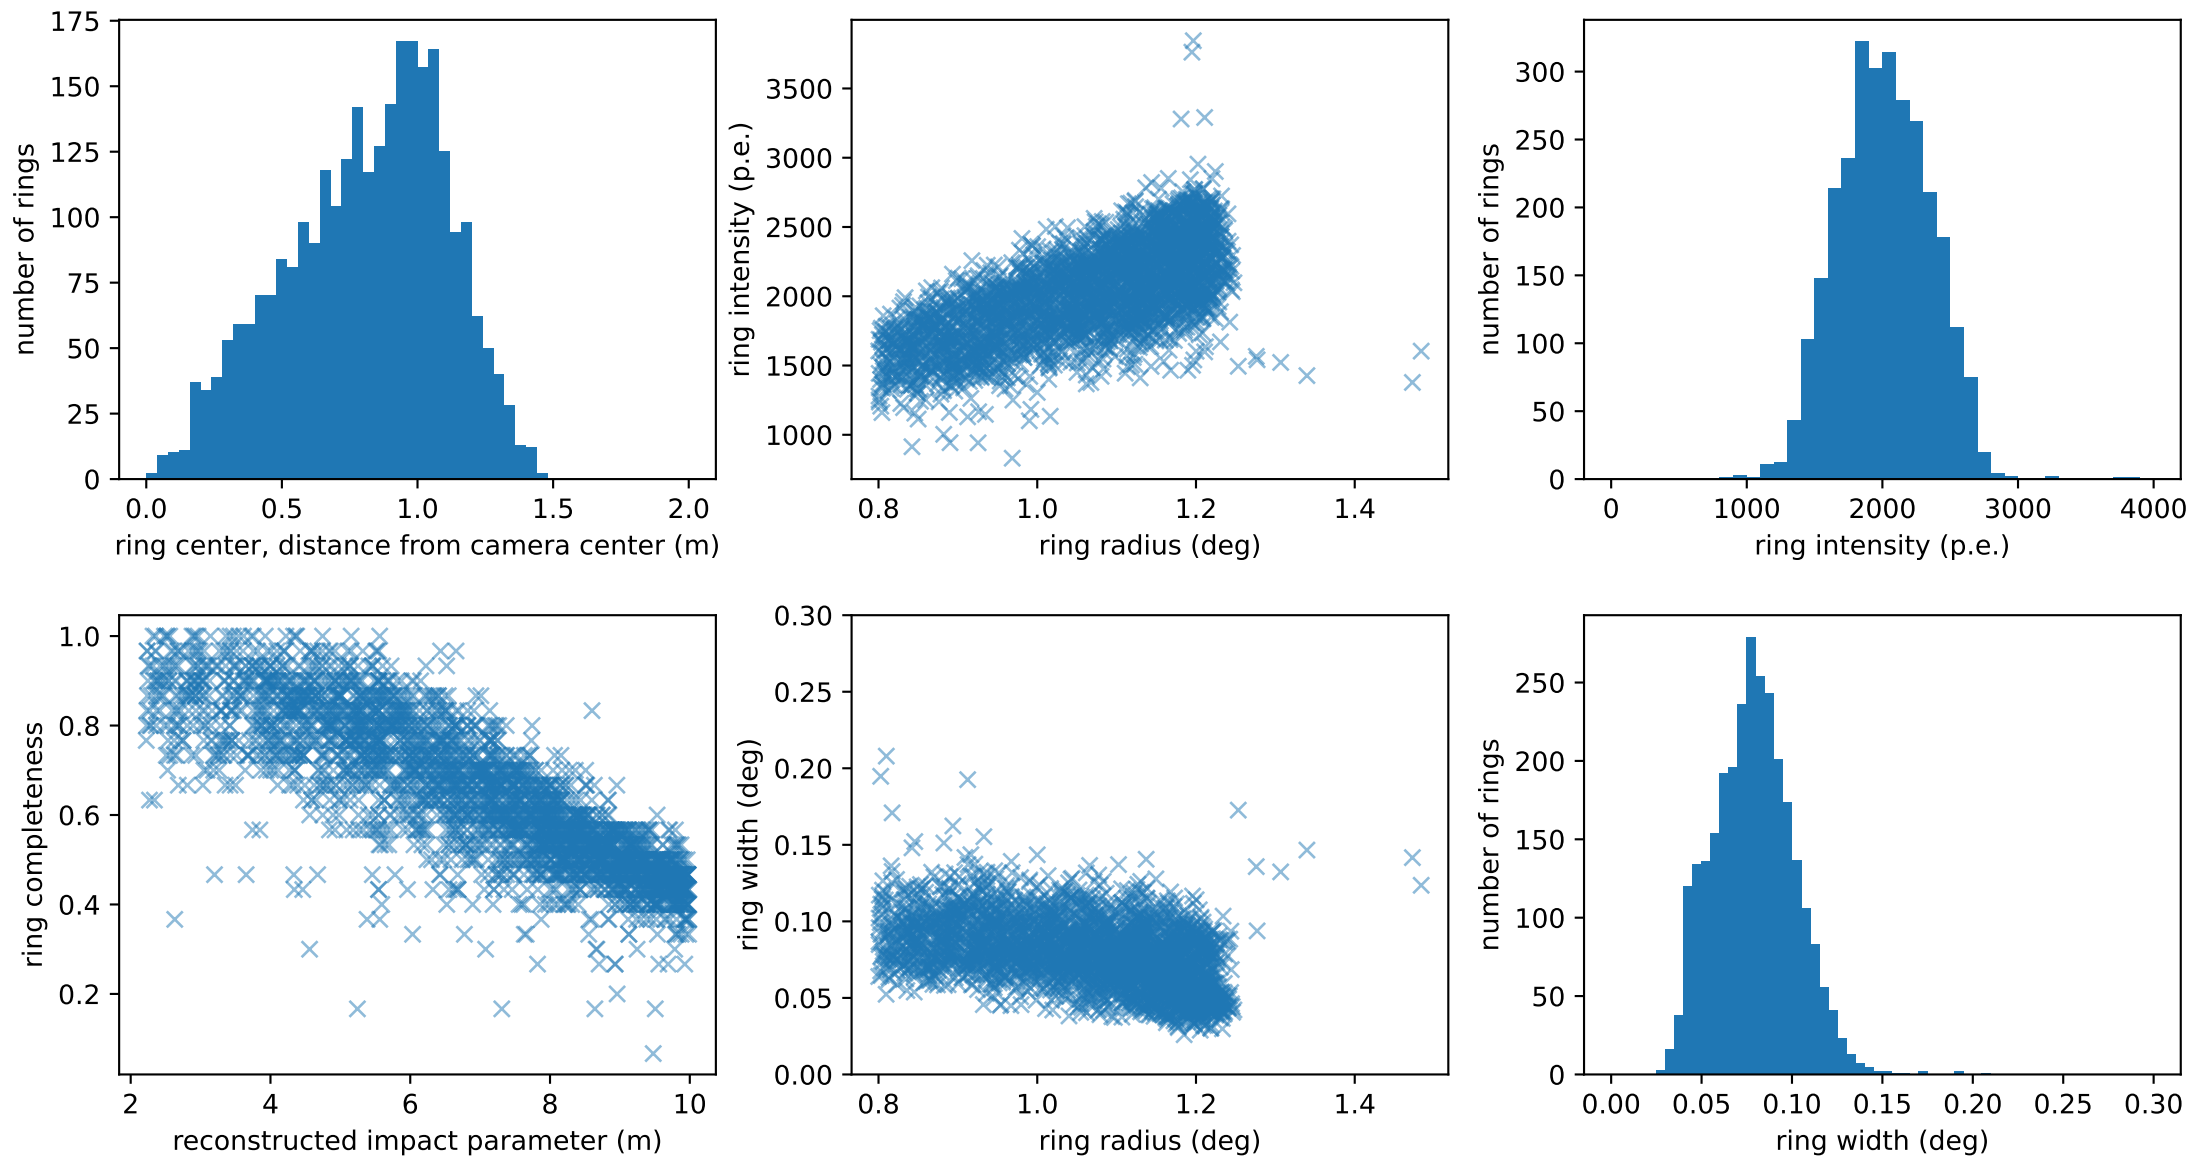 175
150
125
100
75
50
25
0
number of rings
0.0 0.5 1.0 1.5 2.0
ring center, distance from camera center (m)
3500
3000
2500
2000
1500
1000
ring intensity (p.e.)
0.8 1.0 1.2 1.4
ring radius (deg)
300
250
200
150
100
50
0
number of rings
0 1000 2000 3000 4000
ring intensity (p.e.)
1.0
0.8
0.6
0.4
0.2
ring completeness
2 4 6 8 10
reconstructed impact parameter (m)
0.30
0.25
0.20
0.15
0.10
0.05
0.00
ring width (deg)
0.8 1.0 1.2 1.4
ring radius (deg)
250
200
150
100
50
0
number of rings
0.00 0.05 0.10 0.15 0.20 0.25 0.30
ring width (deg)